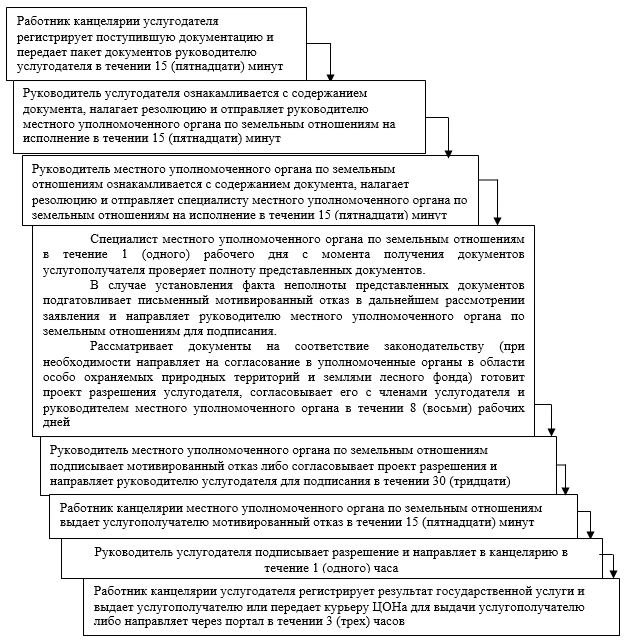 Работник канцелярии услугодателя
регистрирует поступившую документацию и
передает пакет документов руководителю
услугодателя в течении 15 (пятнадцати) минут
Руководитель услугодателя ознакамливается с содержанием
документа, налагает резолюцию и отправляет руководителю
местного уполномоченного органа по земельным отношениям на
исполнение в течении 15 (пятнадцати) минут
Руководитель местного уполномоченного органа по земельным
отношениям ознакамливается с содержанием документа, налагает
резолюцию и отправляет специалисту местного уполномоченного органа по
земельным отношениям на исполнение в течении 15 (пятнадцати) минут
Специалист местного уполномоченного органа по земельным отношениям
в течение 1 (одного) рабочего дня с момента получения документов
услугополучателя проверяет полноту представленных документов.
В случае установления факта неполноты представленных документов
подгатовливает письменный мотивированный отказ в дальнейшем рассмотрении
заявления и направляет руководителю местного уполномоченного органа по
земельным отношениям для подписания.
Рассматривает документы на соответствие законодательству (при
необходимости направляет на согласование в уполномоченные органы в области
особо охраняемых природных территорий и землями лесного фонда) готовит
проект разрешения услугодателя, согласовывает его с членами услугодателя и
руководителем местного уполномоченного органа в течении 8 (восьми) рабочих
дней
Руководитель местного уполномоченного органа по земельным отношениям
подписывает мотивированный отказ либо согласовывает проект разрешения и
направляет руководителю услугодателя для подписания в течении 30 (тридцати)
Работник канцелярии местного уполномоченного органа по земельным отношениям
выдает услугополучателю мотивированный отказ в течении 15 (пятнадцати) минут
Руководитель услугодателя подписывает разрешение и направляет в канцелярию в
течение 1 (одного) часа
Работник канцелярии услугодателя регистрирует результат государственной услуги и
выдает услугополучателю или передает курьеру ЦОНа для выдачи услугополучателю
либо направляет через портал в течении 3 (трех) часов